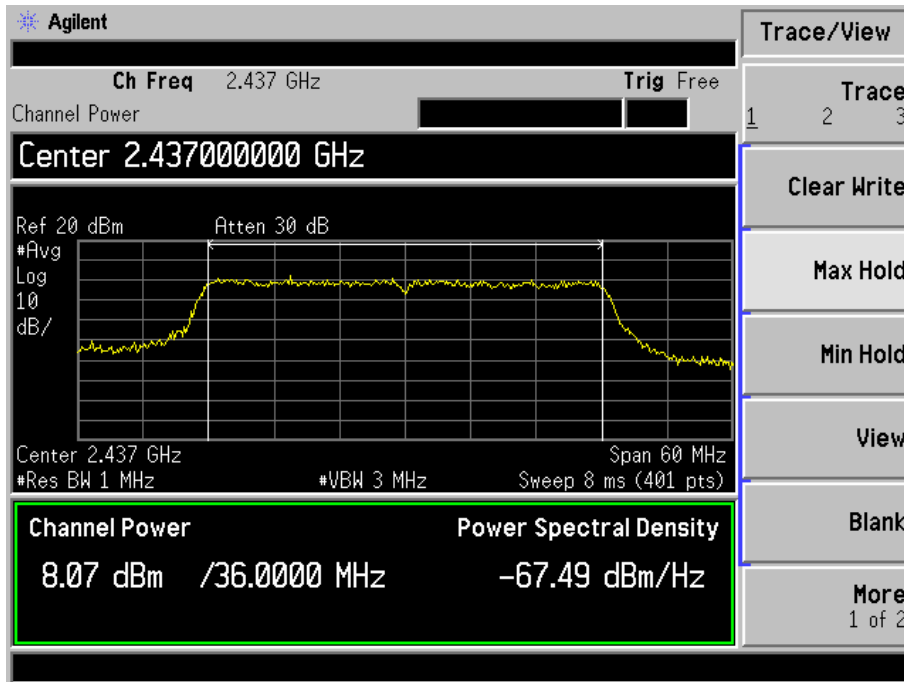 Agilent
Ch Freq 2.437 GHz Trig Free
Channel Power
Center 2.437000000 GHz
Ref 20 dBm Atten 30 dB
#Avg
Log
10
dB/
Center 2.437 GHz Span 60 MHz
#Res BW 1 MHz #VBW 3 MHz Sweep 8 ms (401 pts)
Channel Power Power Spectral Density
8.07 dBm /36.0000 MHz -67.49 dBm/Hz
Trace/View
Trace
1 2 3
Clear Write
Max Hold
Min Hold
View
Blank
More
1 of 2